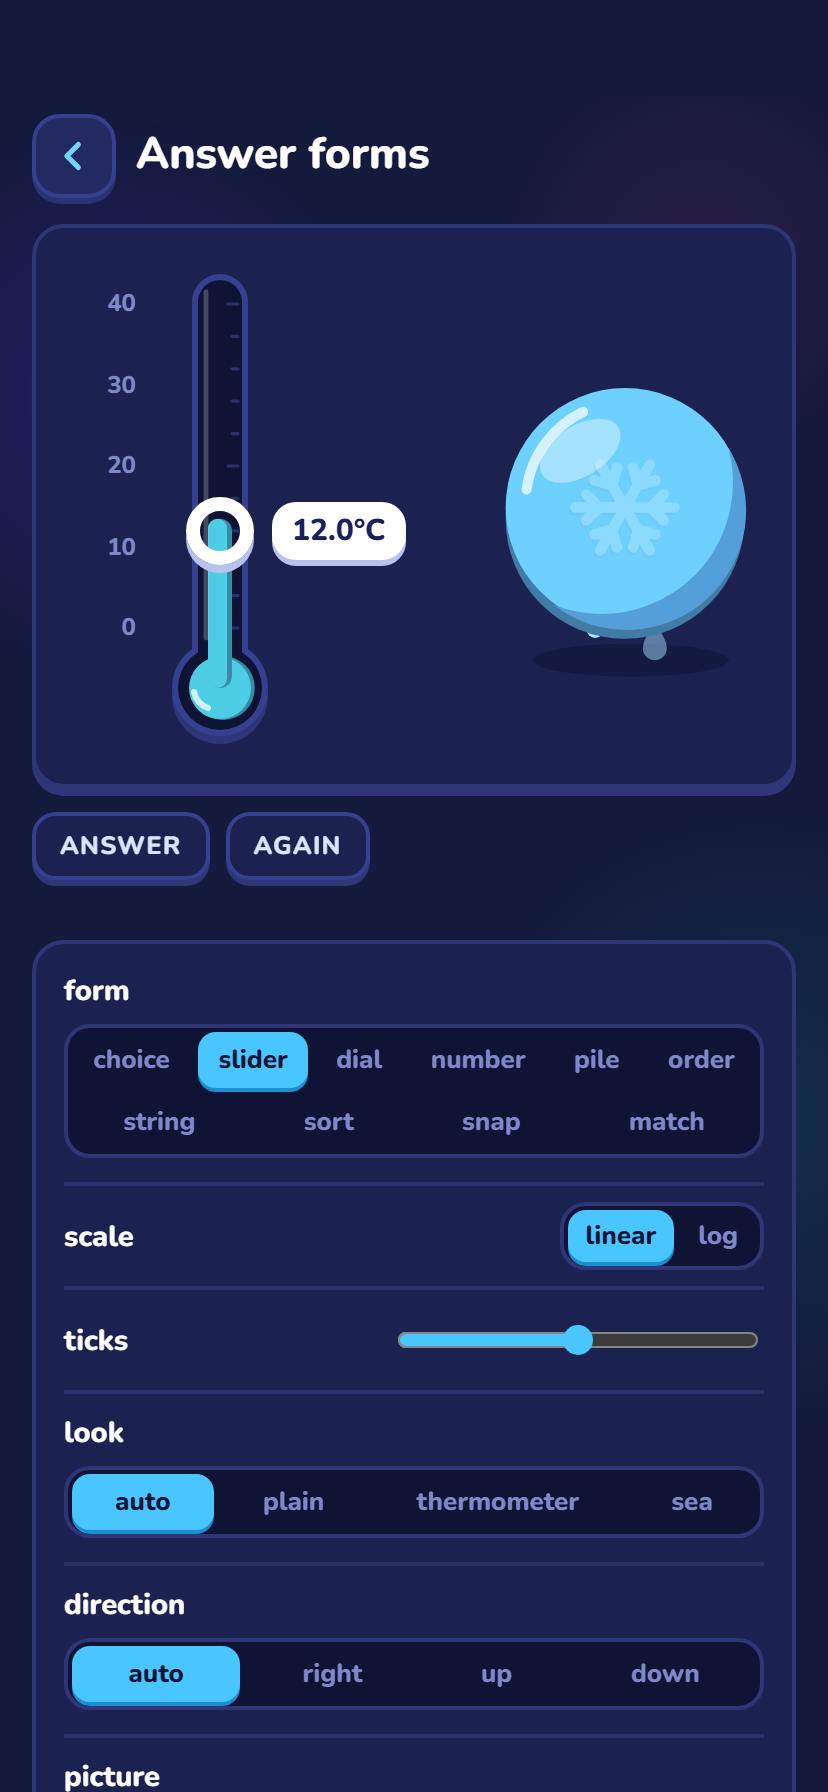 Answer forms
40
30
20
10
0
12.0°C
ANSWER AGAIN
form
choice slider dial number pile order
string sort snap match
scale linear log
ticks
look
auto plain thermometer sea
direction
auto right up down
picture